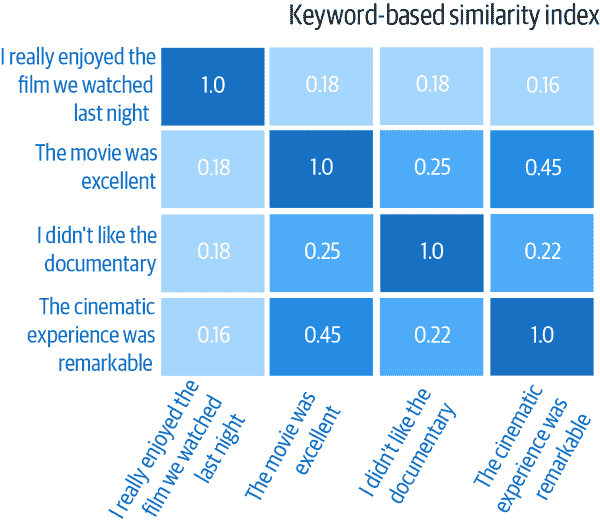 Keyword-based similarity index
I really enjoyed the
film we watched
last night
1.0
0.18
0.18
0.16
The movie was
excellent
0.18
1.0
0.25
0.45
I didn't like the
documentary
0.18
0.25
1.0
0.22
The cinematic
experience was
remarkable
0.16
0.45
0.22
1.0
I really enjoyed the
film we watched
last night
The movie was
excellent
I didn't like the
documentary
The cinematic
experience was
remarkable